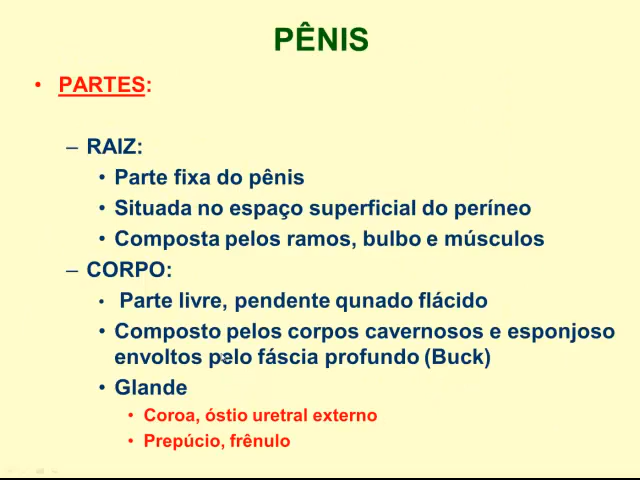 PÊNIS
• PARTES:
– RAIZ:
• Parte fixa do pênis
• Situada no espaço superficial do períneo
• Composta pelos ramos, bulbo e músculos
– CORPO:
• Parte livre, pendente qunado flácido
• Composto pelos corpos cavernosos e esponjoso
envoltos pelo fáscia profundo (Buck)
• Glande
• Coroa, óstio uretral externo
• Prepúcio, frênulo